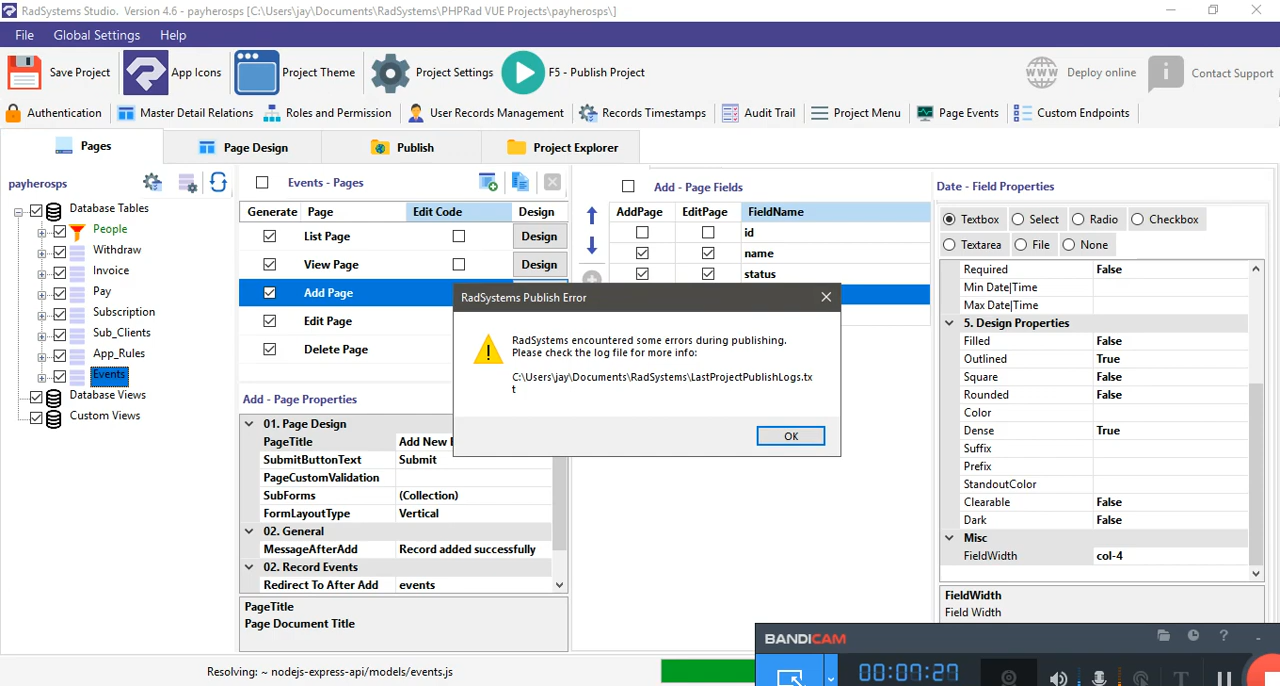 RadSystems Studio. Version 4.6 - payherosps [C:\Users\jay\Documents\RadSystems\PHPRad VUE Projects\payherosps\]
File Global Settings Help
Save Project App Icons Project Theme Project Settings F5 - Publish Project Deploy online Contact Support
Authentication Master Detail Relations Roles and Permission User Records Management Records Timestamps Audit Trail Project Menu Page Events Custom Endpoints
Pages Page Design Publish Project Explorer
payherosps
Database Tables
People
Withdraw
Invoice
Pay
Subscription
Sub_Clients
App_Rules
Events
Database Views
Custom Views
Events - Pages
Generate Page Edit Code Design
List Page Design
View Page Design
Add Page
Edit Page
Delete Page
Add - Page Properties
01. Page Design
PageTitle Add New
SubmitButtonText Submit
PageCustomValidation
SubForms (Collection)
FormLayoutType Vertical
02. General
MessageAfterAdd Record added successfully
02. Record Events
Redirect To After Add events
PageTitle
Page Document Title
Add - Page Fields
AddPage EditPage FieldName
id
name
status
RadSystems Publish Error
RadSystems encountered some errors during publishing.
Please check the log file for more info:
C:\Users\jay\Documents\RadSystems\LastProjectPublishLogs.tx
t
OK
Date - Field Properties
Textbox Select Radio Checkbox
Textarea File None
Required False
Min Date|Time
Max Date|Time
5. Design Properties
Filled False
Outlined True
Square False
Rounded False
Color
Dense True
Suffix
Prefix
StandoutColor
Clearable False
Dark False
Misc
FieldWidth col-4
FieldWidth
Field Width
BANDICAM
00:07:27
Resolving: ~ nodejs-express-api/models/events.js